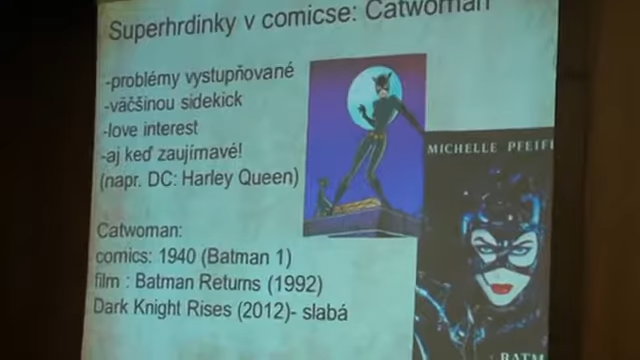 Superhrdinky v comicse: Catwoman
-problémy vystupňované
-väčšinou sidekick
-love interest
-aj keď zaujímavé!
(napr. DC: Harley Queen)
Catwoman:
comics: 1940 (Batman 1)
film : Batman Returns (1992)
Dark Knight Rises (2012)- slabá
MICHELLE PFEIF
BATM